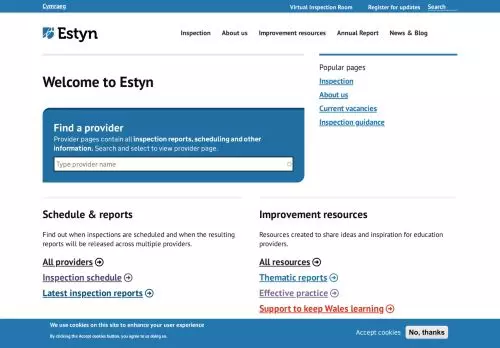 Cymraeg
Virtual Inspection Room
Register for updates
Search
Estyn
Inspection
About us
Improvement resources
Annual Report
News & Blog
Welcome to Estyn
Popular pages
Inspection
About us
Current vacancies
Inspection guidance
Find a provider
Provider pages contain all inspection reports, scheduling and other
information. Search and select to view provider page.
Type provider name
Schedule & reports
Find out when inspections are scheduled and when the resulting
reports will be released across multiple providers.
All providers
Inspection schedule
Latest inspection reports
Improvement resources
Resources created to share ideas and inspiration for education
providers.
All resources
Thematic reports
Effective practice
Support to keep Wales learning
We use cookies on this site to enhance your user experience
By clicking the Accept cookies button, you agree to us doing so.
Accept cookies
No, thanks